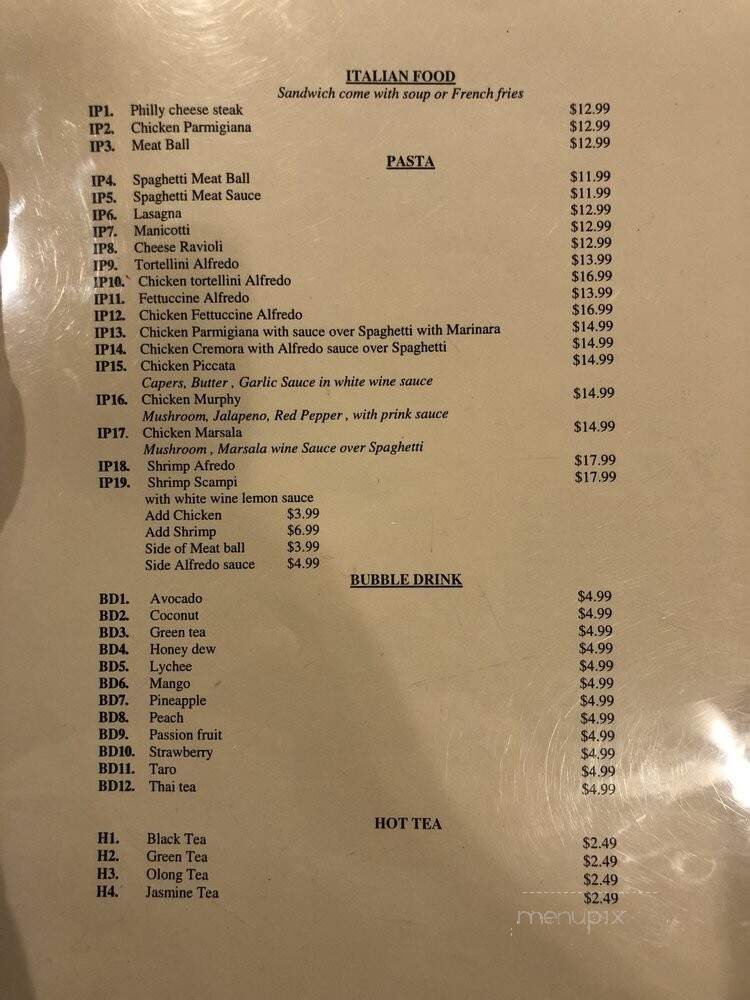 ITALIAN FOOD
Sandwich come with soup or French fries
IP1. Philly cheese steak $12.99
IP2. Chicken Parmigiana $12.99
IP3. Meat Ball $12.99
PASTA
IP4. Spaghetti Meat Ball $11.99
IP5. Spaghetti Meat Sauce $11.99
IP6. Lasagna $12.99
IP7. Manicotti $12.99
IP8. Cheese Ravioli $12.99
IP9. Tortellini Alfredo $13.99
IP10. Chicken tortellini Alfredo $16.99
IP11. Fettuccine Alfredo $13.99
IP12. Chicken Fettuccine Alfredo $16.99
IP13. Chicken Parmigiana with sauce over Spaghetti with Marinara $14.99
IP14. Chicken Cremora with Alfredo sauce over Spaghetti $14.99
IP15. Chicken Piccata $14.99
Capers, Butter , Garlic Sauce in white wine sauce
IP16. Chicken Murphy $14.99
Mushroom, Jalapeno, Red Pepper , with prink sauce
IP17. Chicken Marsala $14.99
Mushroom , Marsala wine Sauce over Spaghetti
IP18. Shrimp Afredo $17.99
IP19. Shrimp Scampi $17.99
with white wine lemon sauce
Add Chicken $3.99
Add Shrimp $6.99
Side of Meat ball $3.99
Side Alfredo sauce $4.99
BUBBLE DRINK
BD1. Avocado $4.99
BD2. Coconut $4.99
BD3. Green tea $4.99
BD4. Honey dew $4.99
BD5. Lychee $4.99
BD6. Mango $4.99
BD7. Pineapple $4.99
BD8. Peach $4.99
BD9. Passion fruit $4.99
BD10. Strawberry $4.99
BD11. Taro $4.99
BD12. Thai tea $4.99
HOT TEA
H1. Black Tea $2.49
H2. Green Tea $2.49
H3. Olong Tea $2.49
H4. Jasmine Tea $2.49
menupix